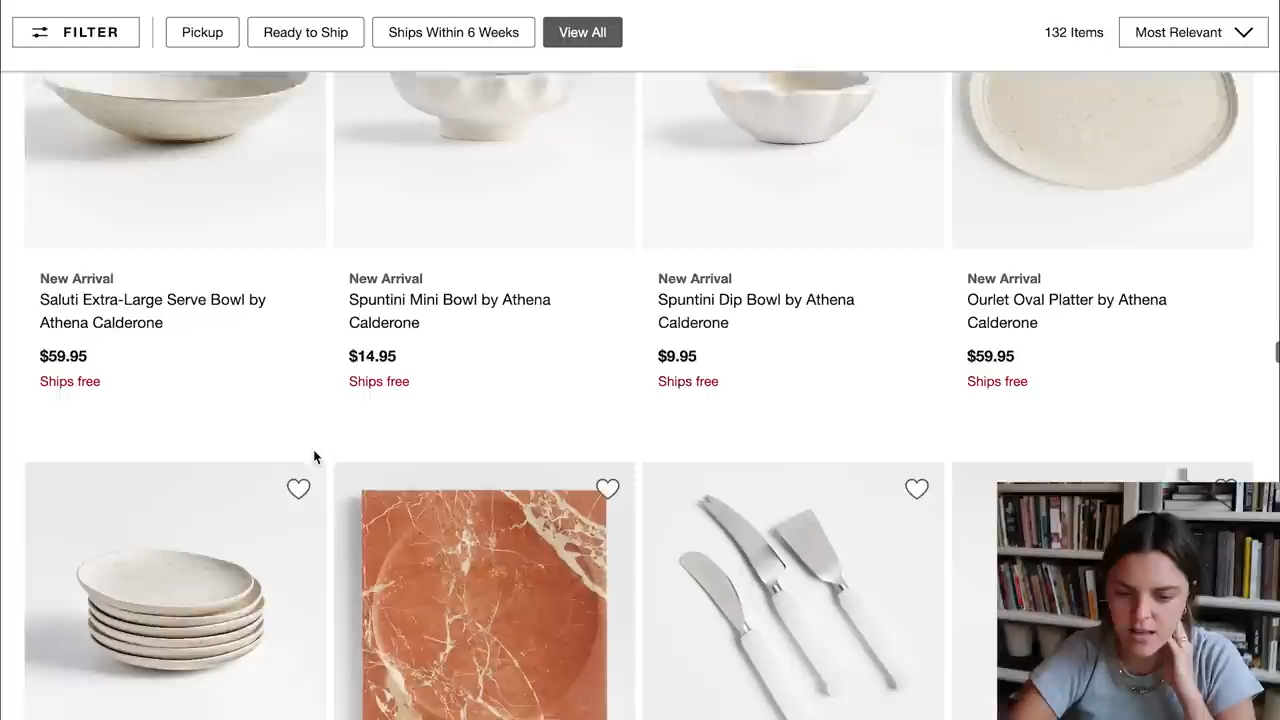 FILTER
Pickup
Ready to Ship
Ships Within 6 Weeks
View All
132 Items
Most Relevant
New Arrival
Saluti Extra-Large Serve Bowl by
Athena Calderone
$59.95
Ships free
New Arrival
Spuntini Mini Bowl by Athena
Calderone
$14.95
Ships free
New Arrival
Spuntini Dip Bowl by Athena
Calderone
$9.95
Ships free
New Arrival
Ourlet Oval Platter by Athena
Calderone
$59.95
Ships free